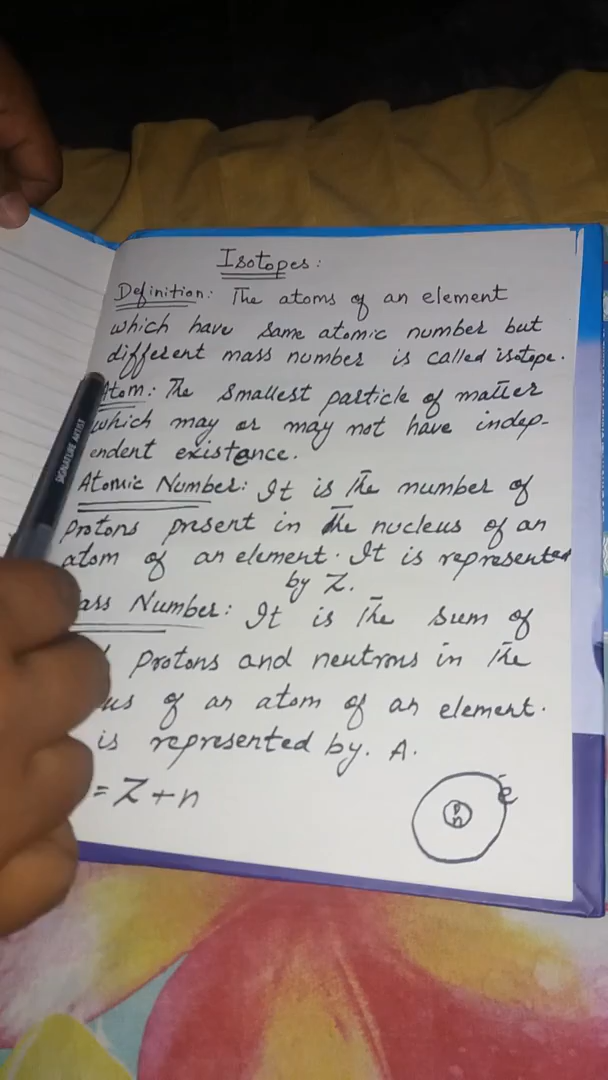 Isotopes:
Definition: The atoms of an element
which have same atomic number but
different mass number is called isotope.
Atom: The smallest particle of matter
which may or may not have indep-
endent existance.
Atomic Number: It is the number of
protons present in the nucleus of an
atom of an element. It is represented
by Z.
ass Number: It is the sum of
protons and neutrons in the
us of an atom of an element.
is represented by. A.
= Z + n
e
p
n
SIGNATURE ARTIST